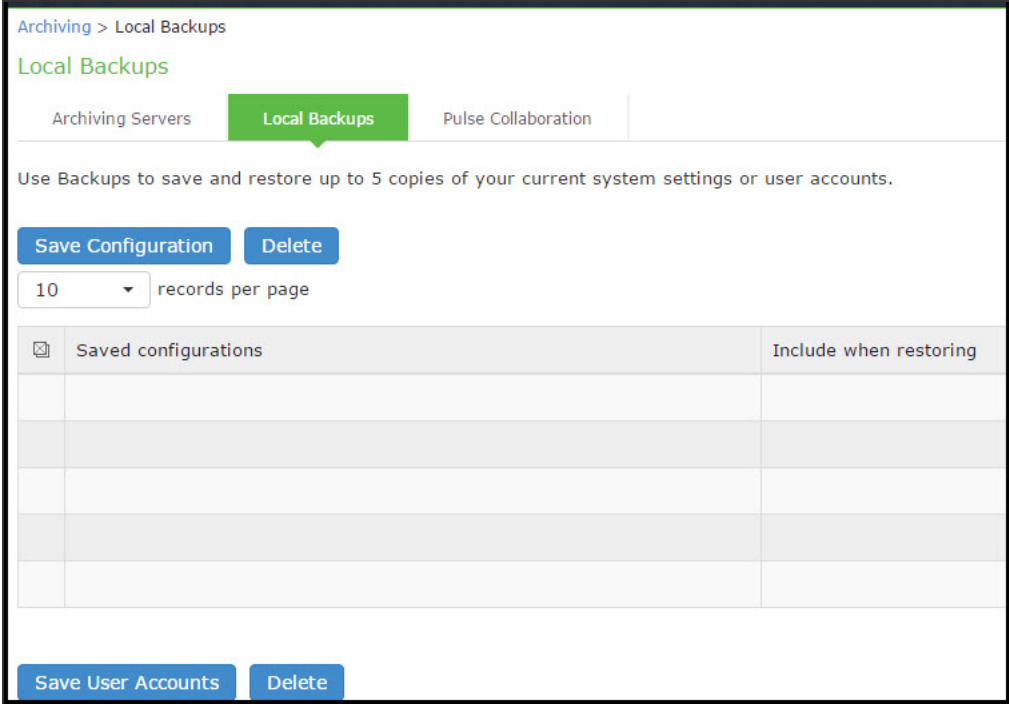 Archiving > Local Backups
Local Backups
Archiving Servers Local Backups Pulse Collaboration
Use Backups to save and restore up to 5 copies of your current system settings or user accounts.
Save Configuration Delete
10 records per page
Saved configurations Include when restoring
Save User Accounts Delete